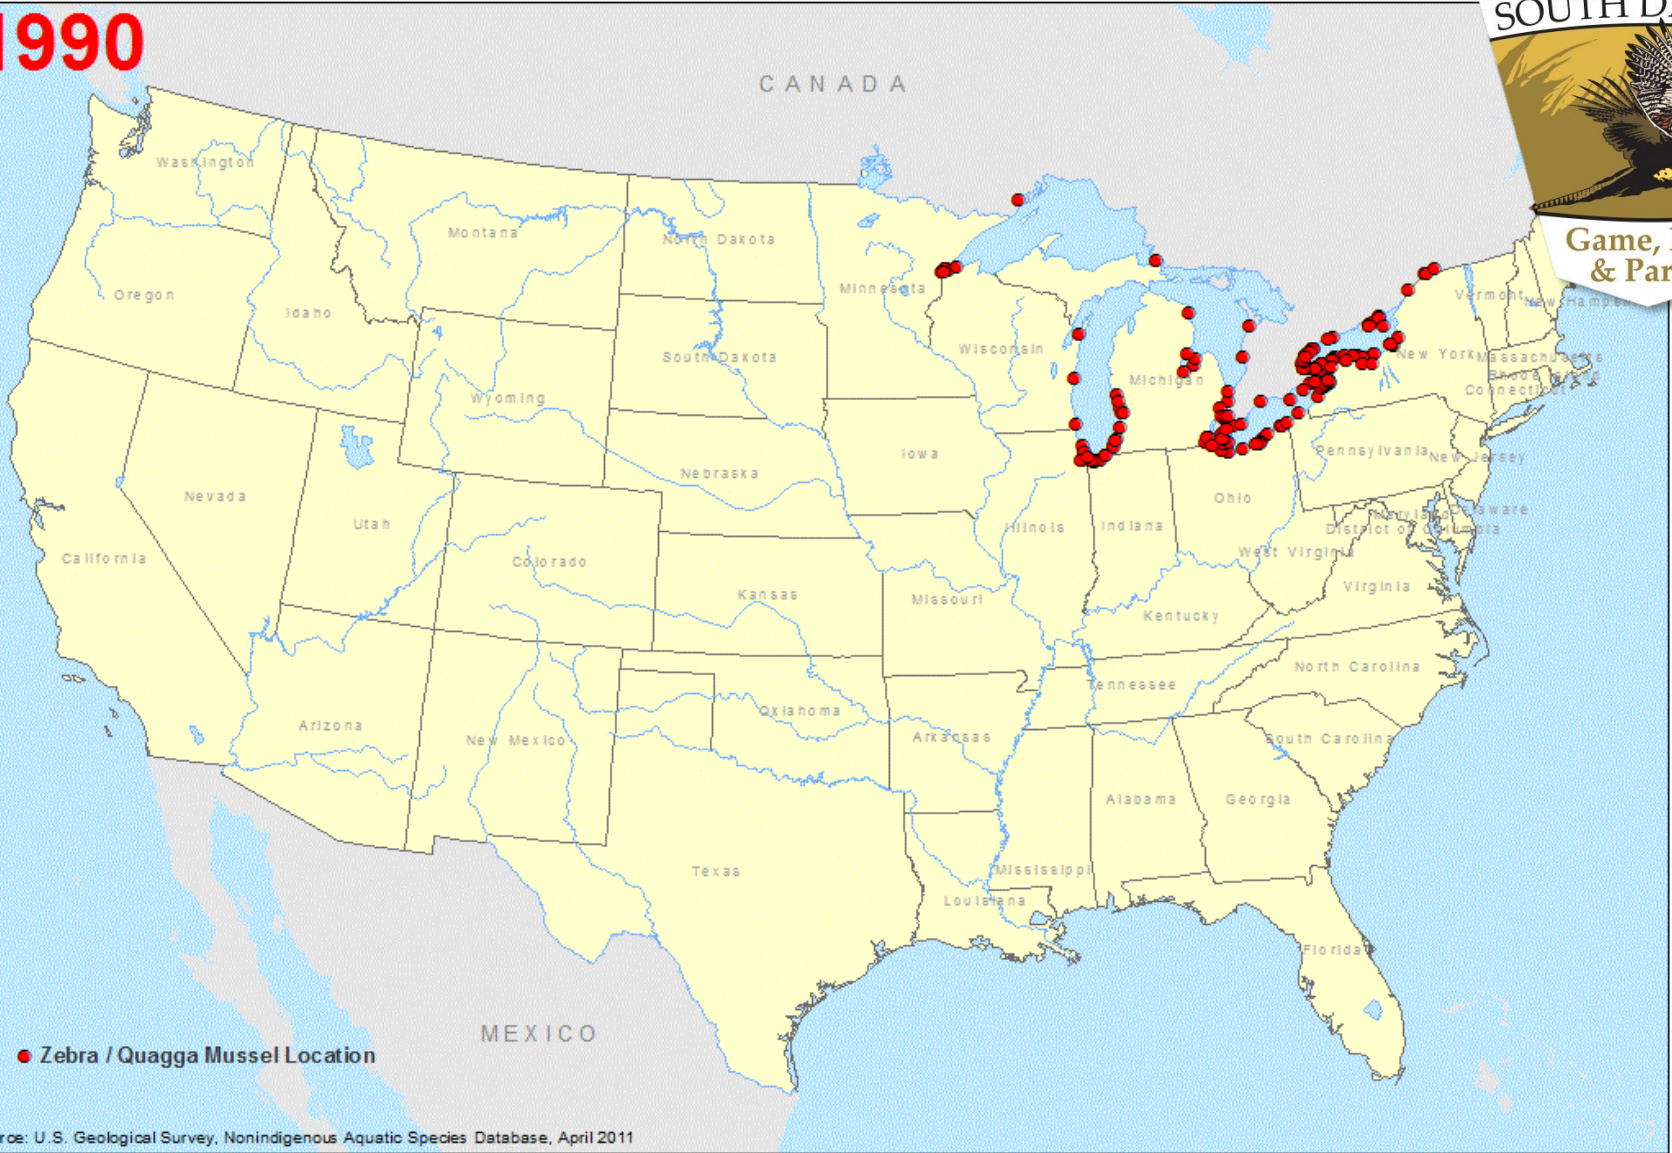 1990
SOUTH DA
CANADA
Game,
& Par
Washington
Montana
North Dakota
Minnesota
Oregon
Idaho
Vermont
New Hamp
Wisconsin
South Dakota
New York
Massachusetts
Rhode Island
Michigan
Connecticut
Wyoming
Iowa
Pennsylvania
New Jersey
Nebraska
Nevada
Ohio
Maryland
Delaware
Utah
Illinois
Indiana
District of Columbia
California
Colorado
West Virginia
Virginia
Kansas
Missouri
Kentucky
North Carolina
Tennessee
Oklahoma
Arizona
New Mexico
Arkansas
South Carolina
Alabama
Georgia
Texas
Mississippi
Louisiana
Florida
MEXICO
Zebra / Quagga Mussel Location
rce: U.S. Geological Survey, Nonindigenous Aquatic Species Database, April 2011